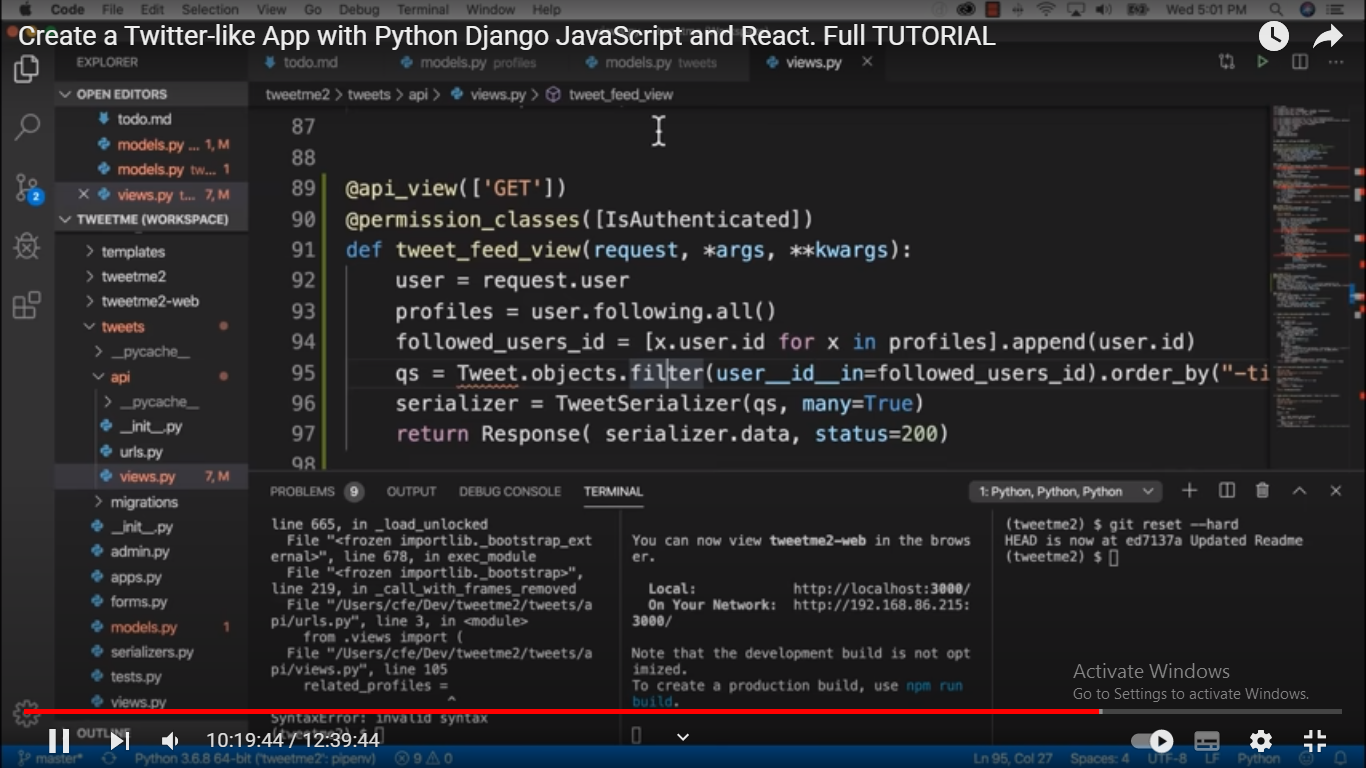 Code File Edit Selection View Go Debug Terminal Window Help
Wed 5:01 PM
Create a Twitter-like App with Python Django JavaScript and React. Full TUTORIAL
EXPLORER
todo.md
models.py profiles
models.py tweets
views.py
OPEN EDITORS
todo.md
models.py ... 1, M
models.py tw... 1
views.py t... 7, M
TWEETME (WORKSPACE)
templates
tweetme2
tweetme2-web
tweets
__pycache__
api
__pycache__
__init__.py
urls.py
views.py 7, M
migrations
__init__.py
admin.py
apps.py
forms.py
models.py 1
serializers.py
tests.py
views.py
OUTLINE
2
tweetme2 > tweets > api > views.py > tweet_feed_view
87
88
89 @api_view(['GET'])
90 @permission_classes([IsAuthenticated])
91 def tweet_feed_view(request, *args, **kwargs):
92 user = request.user
93 profiles = user.following.all()
94 followed_users_id = [x.user.id for x in profiles].append(user.id)
95 qs = Tweet.objects.filter(user__id__in=followed_users_id).order_by("-ti
96 serializer = TweetSerializer(qs, many=True)
97 return Response( serializer.data, status=200)
98
PROBLEMS 9 OUTPUT DEBUG CONSOLE TERMINAL
1: Python, Python, Python
line 665, in _load_unlocked
File "<frozen importlib._bootstrap_ext
ernal>", line 678, in exec_module
File "<frozen importlib._bootstrap>",
line 219, in _call_with_frames_removed
File "/Users/cfe/Dev/tweetme2/tweets/a
pi/urls.py", line 3, in <module>
from .views import (
File "/Users/cfe/Dev/tweetme2/tweets/a
pi/views.py", line 105
related_profiles =
^
SyntaxError: invalid syntax
You can now view tweetme2-web in the brows
er.
Local: http://localhost:3000/
On Your Network: http://192.168.86.215:
3000/
Note that the development build is not opt
imized.
To create a production build, use npm run
build.
(tweetme2) $ git reset --hard
HEAD is now at ed7137a Updated Readme
(tweetme2) $
Activate Windows
Go to Settings to activate Windows.
10:19:44 / 12:39:44
master* Python 3.6.8 64-bit ('tweetme2': pipenv) 9 0
Ln 95, Col 27 Spaces: 4 UTF-8 LF Python